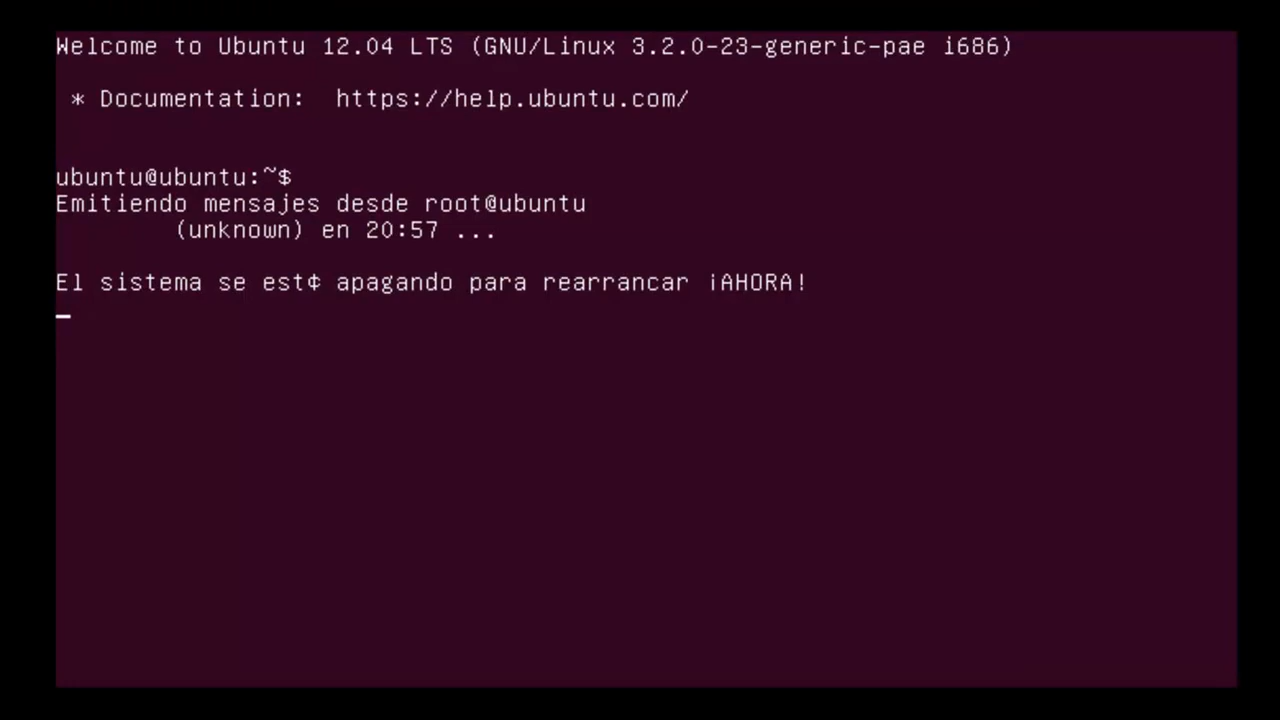 Welcome to Ubuntu 12.04 LTS (GNU/Linux 3.2.0-23-generic-pae i686)
* Documentation: https://help.ubuntu.com/
ubuntu@ubuntu:~$
Emitiendo mensajes desde root@ubuntu
(unknown) en 20:57 ...
El sistema se est¢ apagando para rearrancar ¡AHORA!